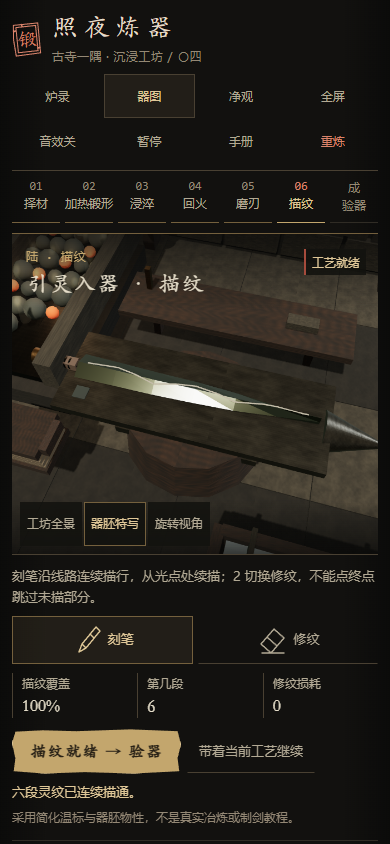 锻
照夜炼器
古寺一隅 · 沉浸工坊 / 〇四
炉录
器图
净观
全屏
音效关
暂停
手册
重炼
01
择材
02
加热锻形
03
浸淬
04
回火
05
磨刃
06
描纹
成
验器
陆 · 描纹
引灵入器 · 描纹
工艺就绪
工坊全景
器胚特写
旋转视角
刻笔沿线路连续描行，从光点处续描；2 切换修纹，不能点终点
跳过未描部分。
刻笔
修纹
描纹覆盖
100%
第几段
6
修纹损耗
0
描纹就绪 → 验器
带着当前工艺继续
六段灵纹已连续描通。
采用简化温标与器胚物性，不是真实冶炼或制剑教程。